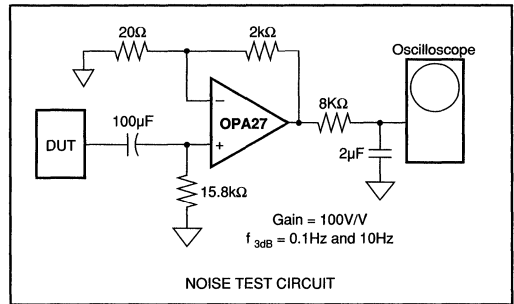 20Ω
2kΩ
Oscilloscope
100µF
OPA27
8KΩ
DUT
2µF
15.8kΩ
Gain = 100V/V
f 3dB = 0.1Hz and 10Hz
NOISE TEST CIRCUIT